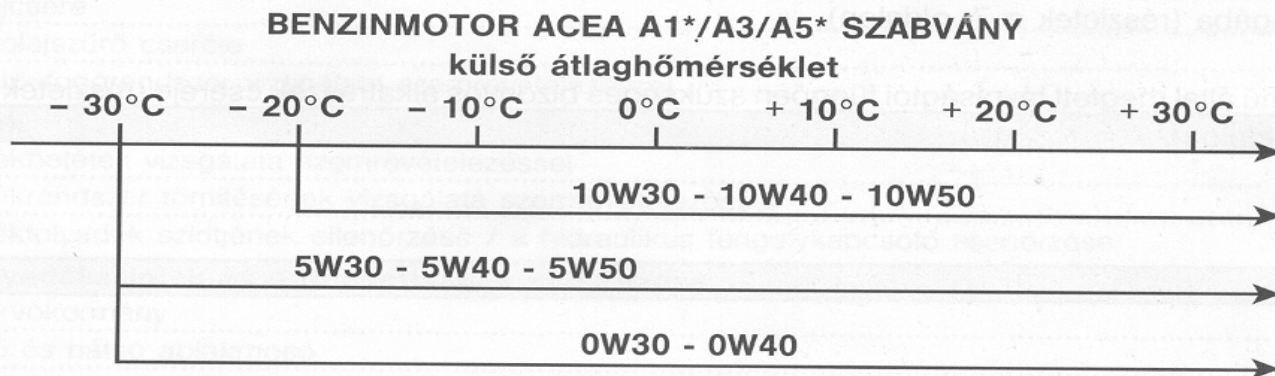 BENZINMOTOR ACEA A1*/A3/A5* SZABVÁNY
külső átlaghőmérséklet
– 30°C – 20°C – 10°C 0°C + 10°C + 20°C + 30°C
10W30 - 10W40 - 10W50
5W30 - 5W40 - 5W50
0W30 - 0W40